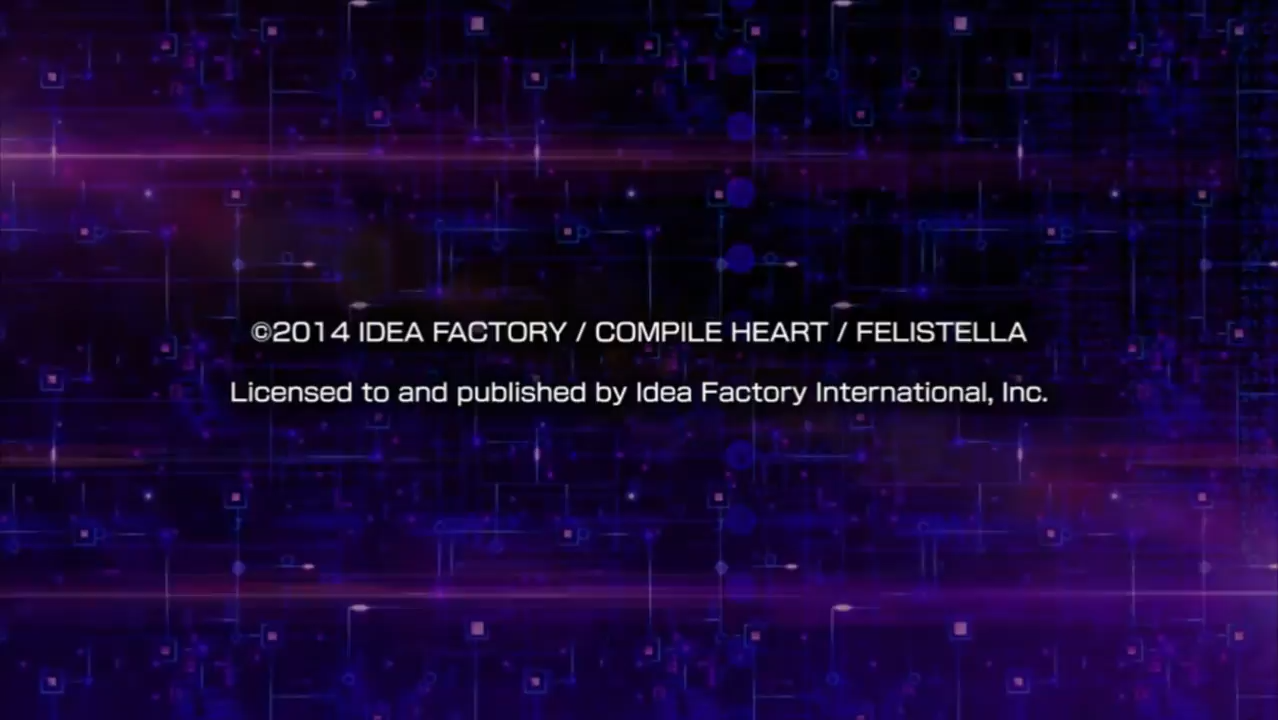 ©2014 IDEA FACTORY / COMPILE HEART / FELISTELLA
Licensed to and published by Idea Factory International, Inc.